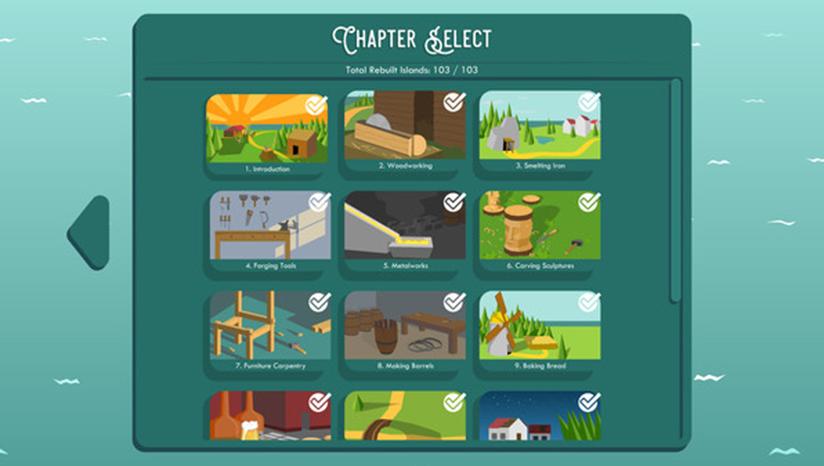 Chapter Select
Total Rebuilt Islands: 103 / 103
1. Introduction
2. Woodworking
3. Smelting Iron
4. Forging Tools
5. Metalworks
6. Carving Sculptures
7. Furniture Carpentry
8. Making Barrels
9. Baking Bread